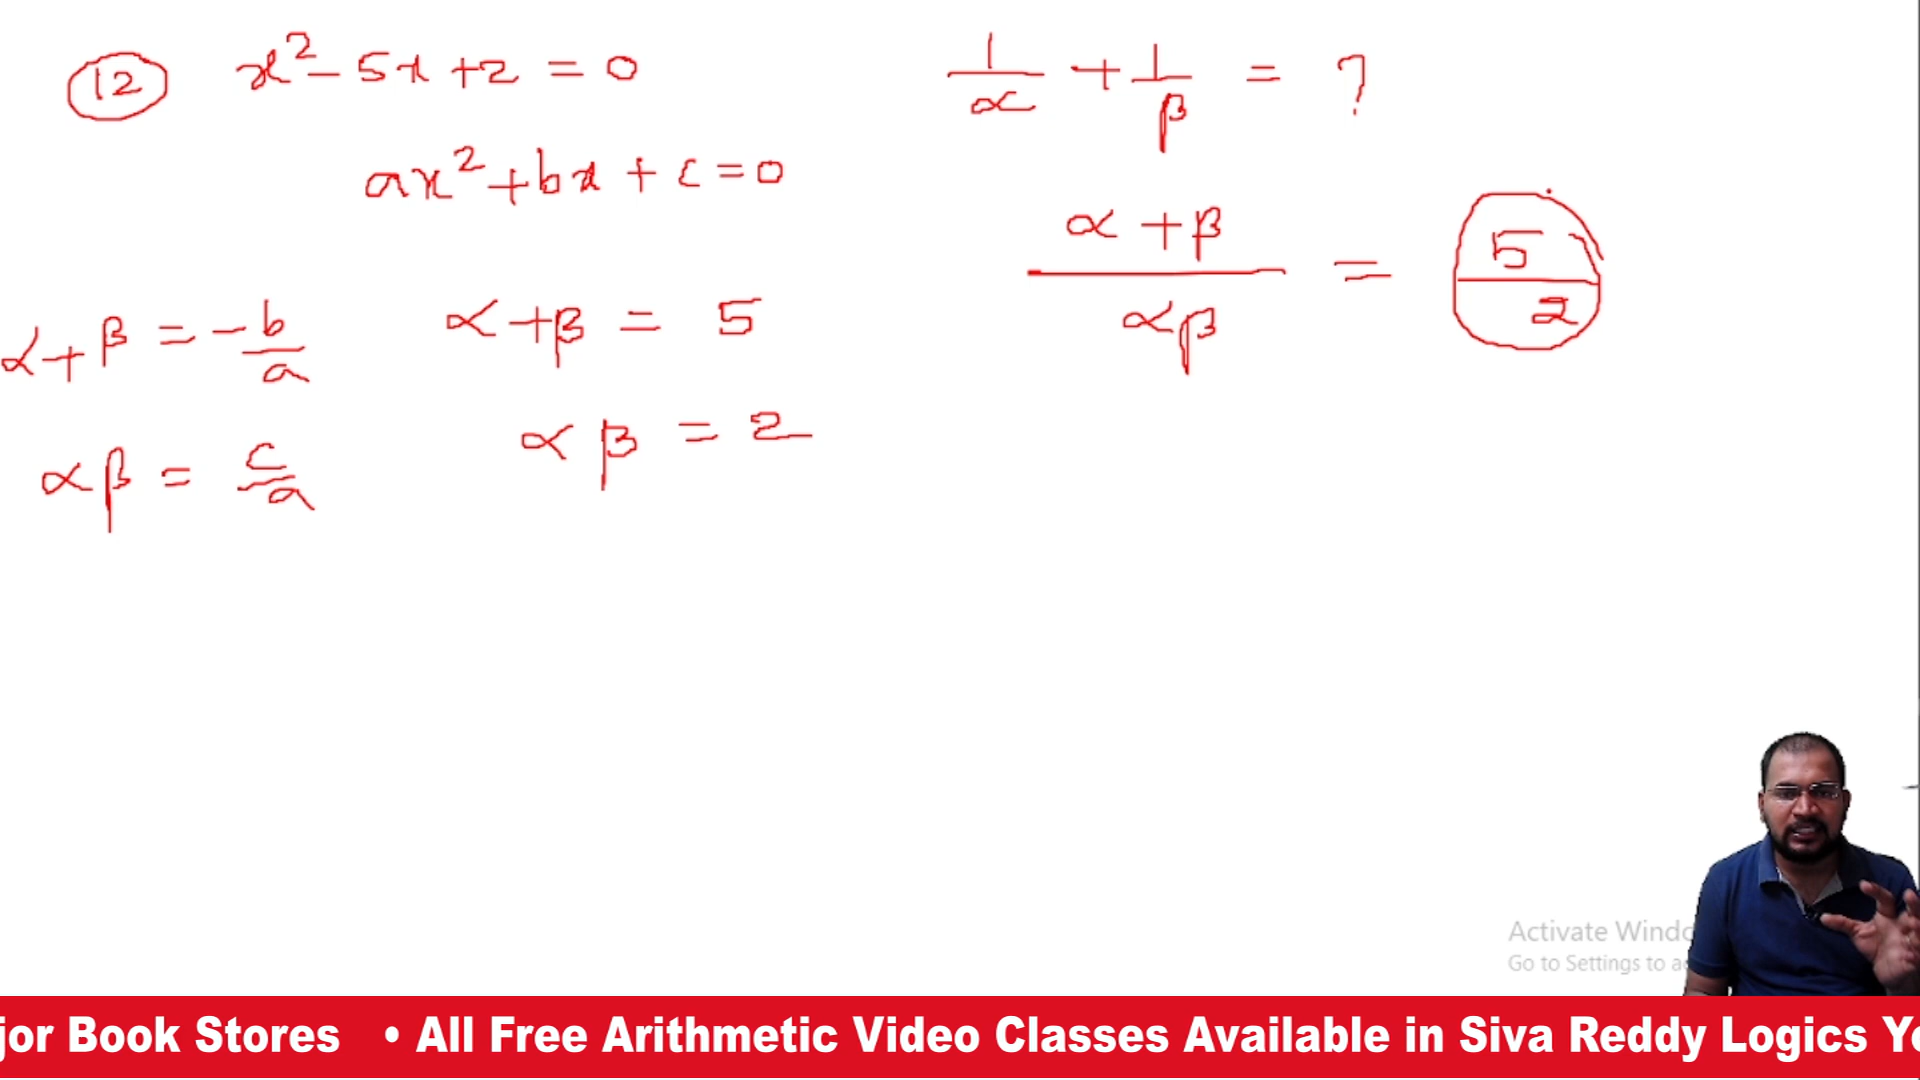 12 x² - 5x + 2 = 0
1/α + 1/β = ?
ax² + bx + c = 0
α + β / αβ = 5/2
α + β = -b/a
α + β = 5
αβ = c/a
αβ = 2
Activate Windo
Go to Settings to a
jor Book Stores • All Free Arithmetic Video Classes Available in Siva Reddy Logics Yo